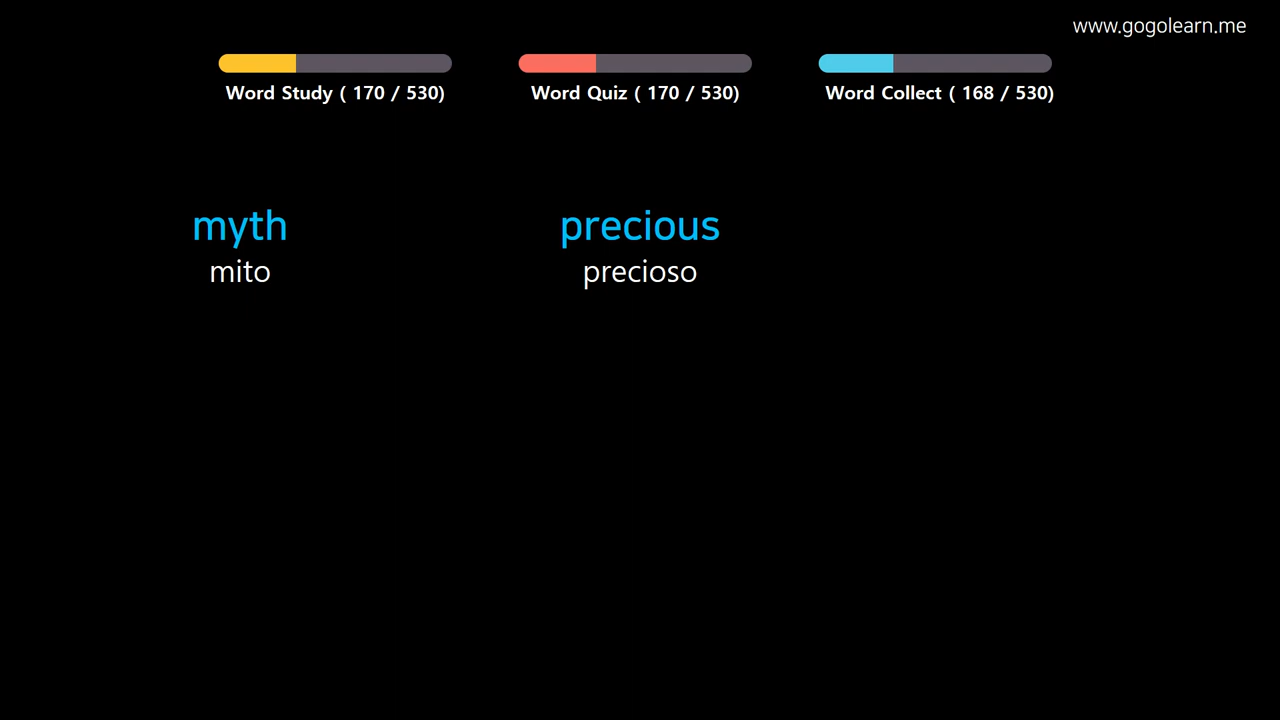 www.gogolearn.me
Word Study ( 170 / 530)
Word Quiz ( 170 / 530)
Word Collect ( 168 / 530)
myth
mito
precious
precioso